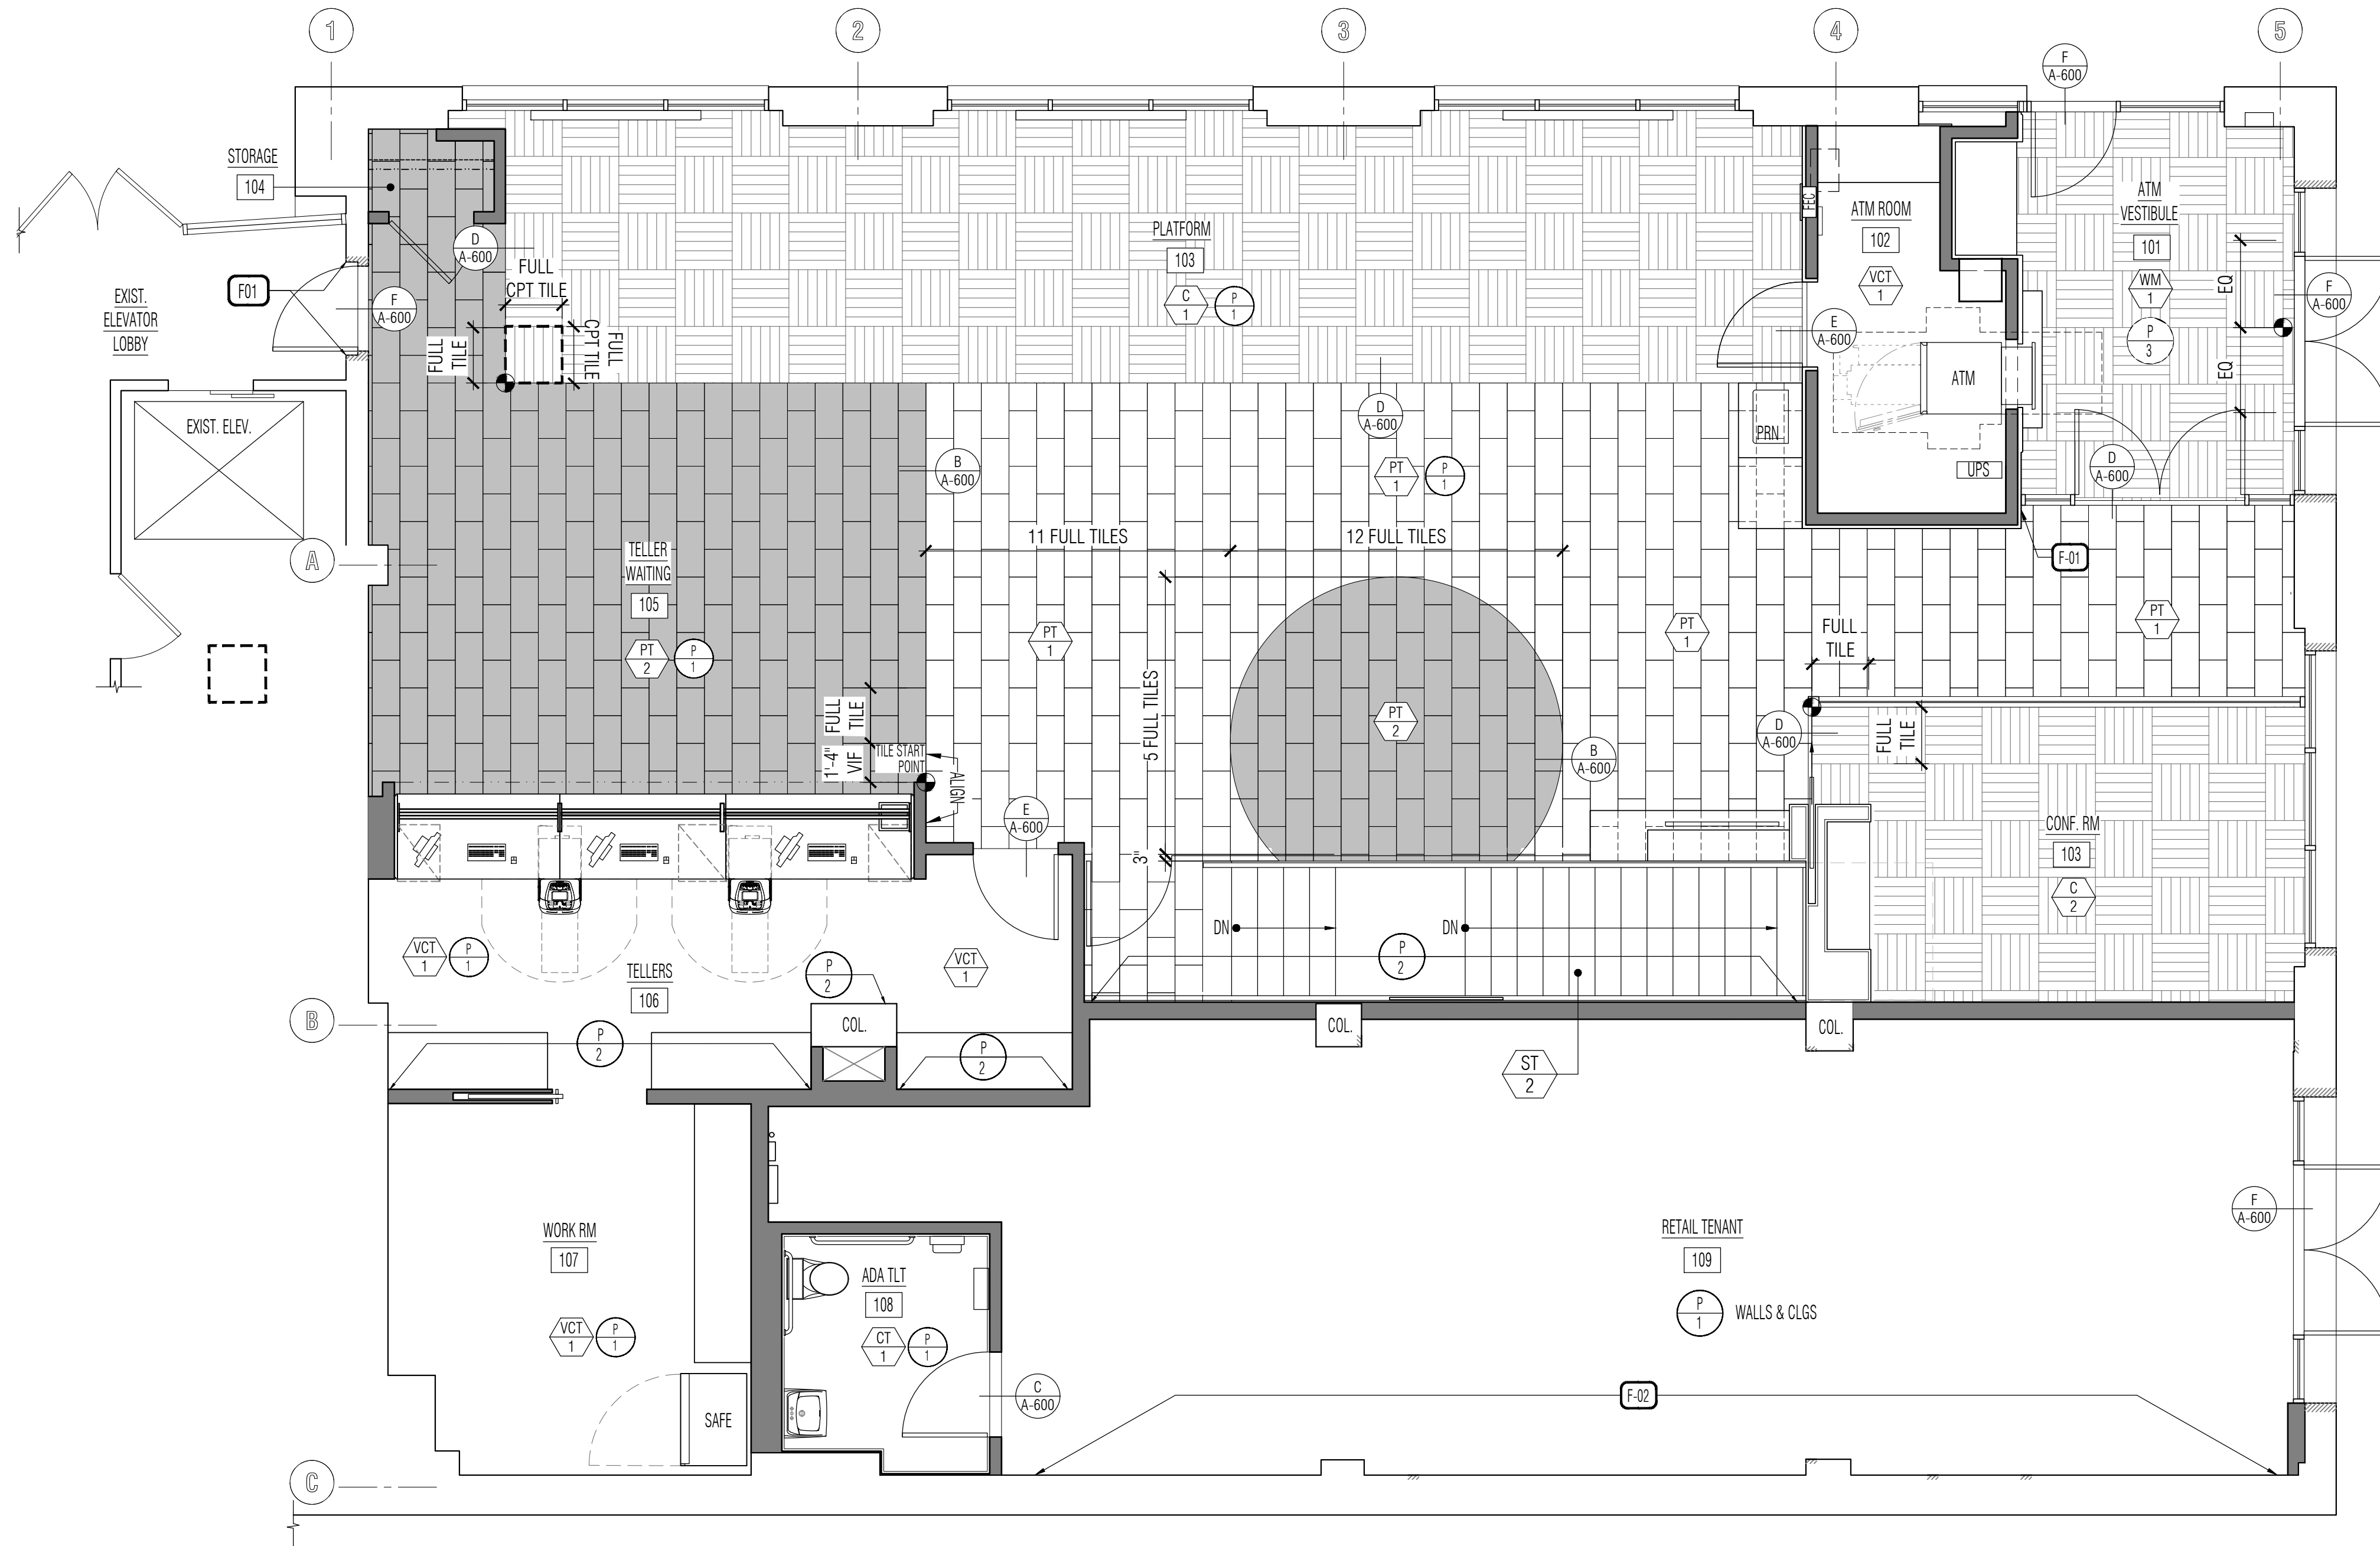 1
2
3
4
5
F
A-600
STORAGE
104
D
A-600
F01
EXIST.
ELEVATOR
LOBBY
F
A-600
FULL
CPT TILE
FULL
TILE
FULL
CPT TILE
PLATFORM
103
C
1
P
1
FEC
ATM ROOM
102
VCT
1
E
A-600
ATM
UPS
PRN
ATM
VESTIBULE
101
WM
1
P
3
EQ
EQ
F
A-600
D
A-600
EXIST. ELEV.
A
B
A-600
D
A-600
PT
1
P
1
11 FULL TILES
12 FULL TILES
F-01
TELLER
WAITING
105
PT
2
P
1
PT
1
5 FULL TILES
PT
2
PT
1
FULL
TILE
PT
1
FULL
TILE
1'-4"
VIF
TILE START
POINT
ALIGN
B
A-600
D
A-600
FULL
TILE
E
A-600
3"
CONF. RM
103
C
2
DN
DN
P
2
VCT
1
P
1
TELLERS
106
P
2
VCT
1
B
COL.
COL.
COL.
P
2
P
2
ST
2
WORK RM
107
VCT
1
P
1
SAFE
ADA TLT
108
CT
1
P
1
C
A-600
RETAIL TENANT
109
P
1
WALLS & CLGS
F
A-600
F-02
C